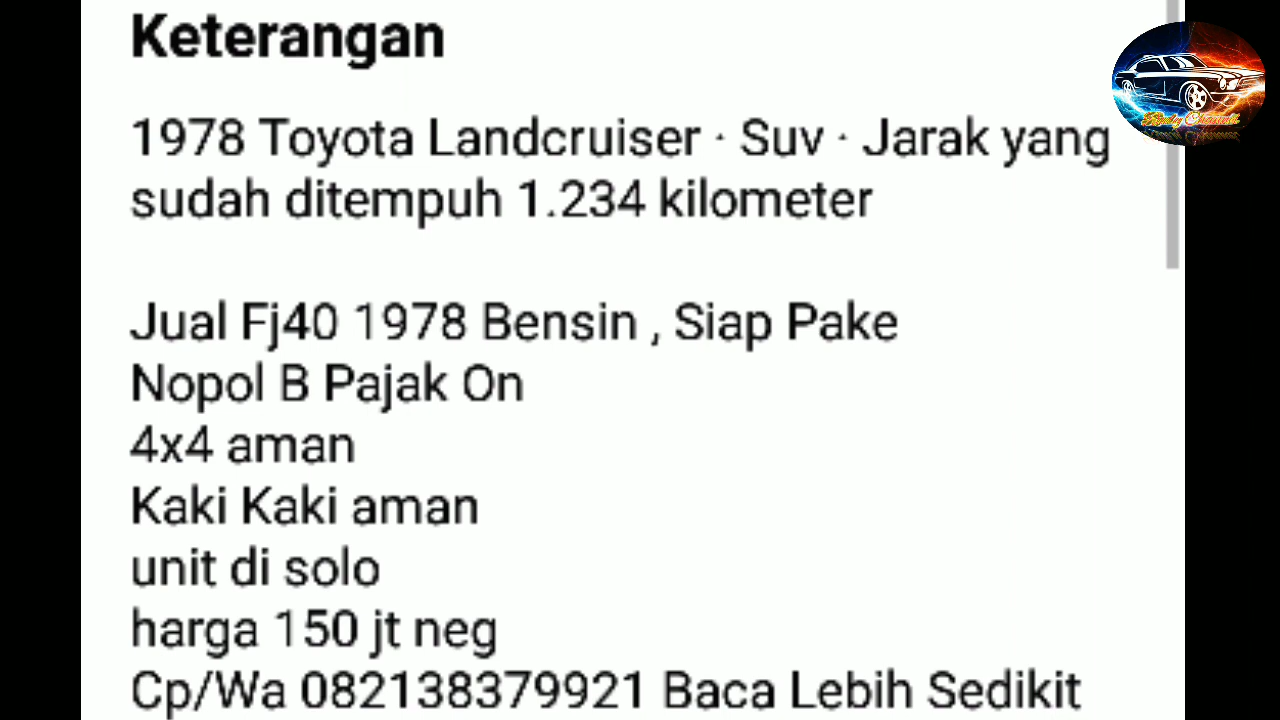 Keterangan
1978 Toyota Landcruiser · Suv · Jarak yang
sudah ditempuh 1.234 kilometer
Jual Fj40 1978 Bensin , Siap Pake
Nopol B Pajak On
4x4 aman
Kaki Kaki aman
unit di solo
harga 150 jt neg
Cp/Wa 082138379921 Baca Lebih Sedikit